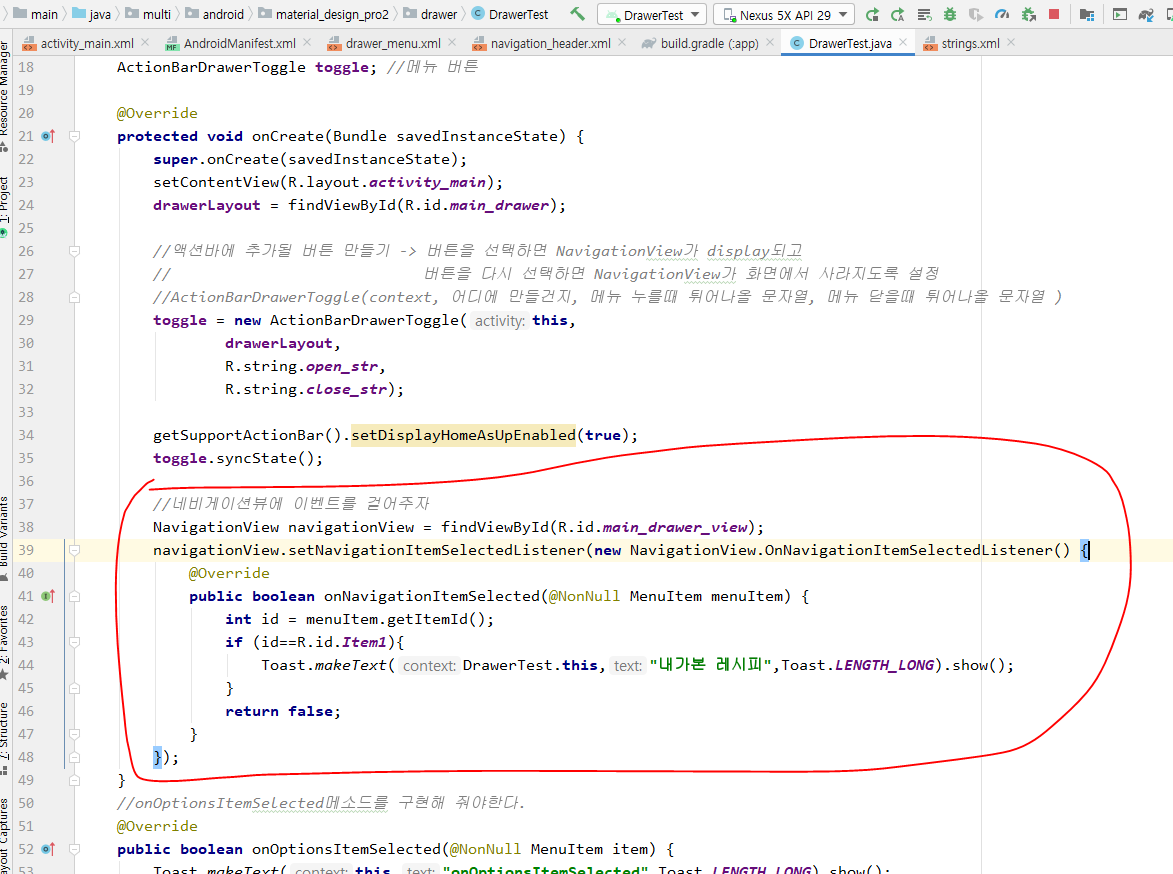 main
java
multi
android
material_design_pro2
drawer
DrawerTest
DrawerTest
Nexus 5X API 29
activity_main.xml
AndroidManifest.xml
drawer_menu.xml
navigation_header.xml
build.gradle (:app)
DrawerTest.java
strings.xml
Resource Manager
1: Project
Build Variants
2: Favorites
7: Structure
Layout Captures
18 ActionBarDrawerToggle toggle; //메뉴 버튼
19
20 @Override
21 protected void onCreate(Bundle savedInstanceState) {
22 super.onCreate(savedInstanceState);
23 setContentView(R.layout.activity_main);
24 drawerLayout = findViewById(R.id.main_drawer);
25
26 //액션바에 추가될 버튼 만들기 -> 버튼을 선택하면 NavigationView가 display되고
27 // 버튼을 다시 선택하면 NavigationView가 화면에서 사라지도록 설정
28 //ActionBarDrawerToggle(context, 어디에 만들건지, 메뉴 누를때 튀어나올 문자열, 메뉴 닫을때 튀어나올 문자열 )
29 toggle = new ActionBarDrawerToggle( activity: this,
30 drawerLayout,
31 R.string.open_str,
32 R.string.close_str);
33
34 getSupportActionBar().setDisplayHomeAsUpEnabled(true);
35 toggle.syncState();
36
37 //네비게이션뷰에 이벤트를 걸어주자
38 NavigationView navigationView = findViewById(R.id.main_drawer_view);
39 navigationView.setNavigationItemSelectedListener(new NavigationView.OnNavigationItemSelectedListener() {
40 @Override
41 public boolean onNavigationItemSelected(@NonNull MenuItem menuItem) {
42 int id = menuItem.getItemId();
43 if (id==R.id.Item1){
44 Toast.makeText( context: DrawerTest.this, text: "내가본 레시피",Toast.LENGTH_LONG).show();
45 }
46 return false;
47 }
48 });
49 }
50 //onOptionsItemSelected메소드를 구현해 줘야한다.
51 @Override
52 public boolean onOptionsItemSelected(@NonNull MenuItem item) {
53 Toast.makeText( context: this, text: "onOptionsItemSelected",Toast.LENGTH_LONG).show();